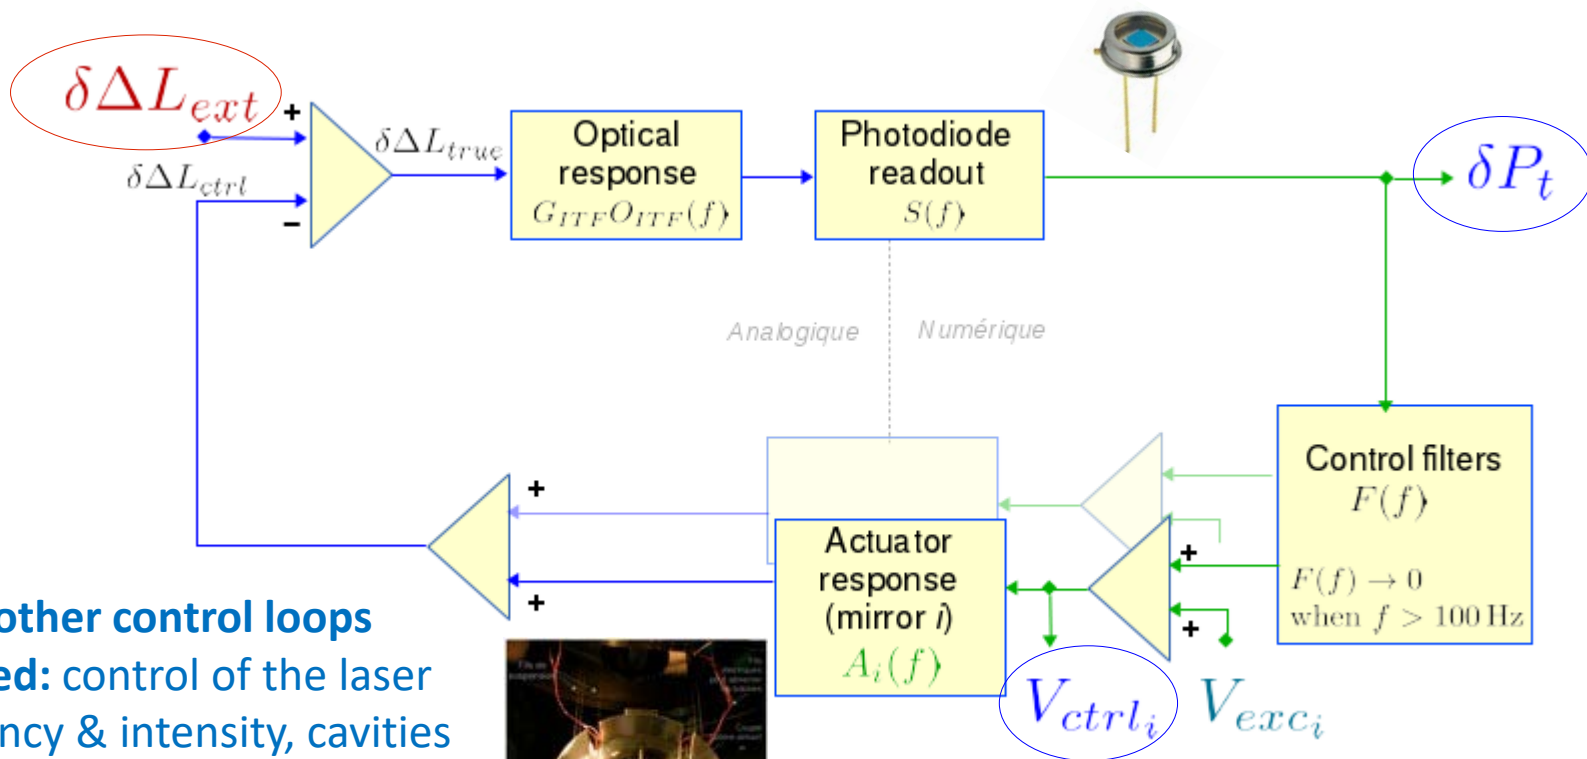 δΔL_ext
+
δΔL_ctrl
−
δΔL_true
Optical
response
G_ITF O_ITF(f)
Photodiode
readout
S(f)
δP_t
Analogique
Numérique
Control filters
F(f)
F(f) → 0
when f > 100 Hz
+
+
+
+
Actuator
response
(mirror i)
A_i(f)
V_ctrl_i
V_exc_i
other control loops
ed: control of the laser
ncy & intensity, cavities